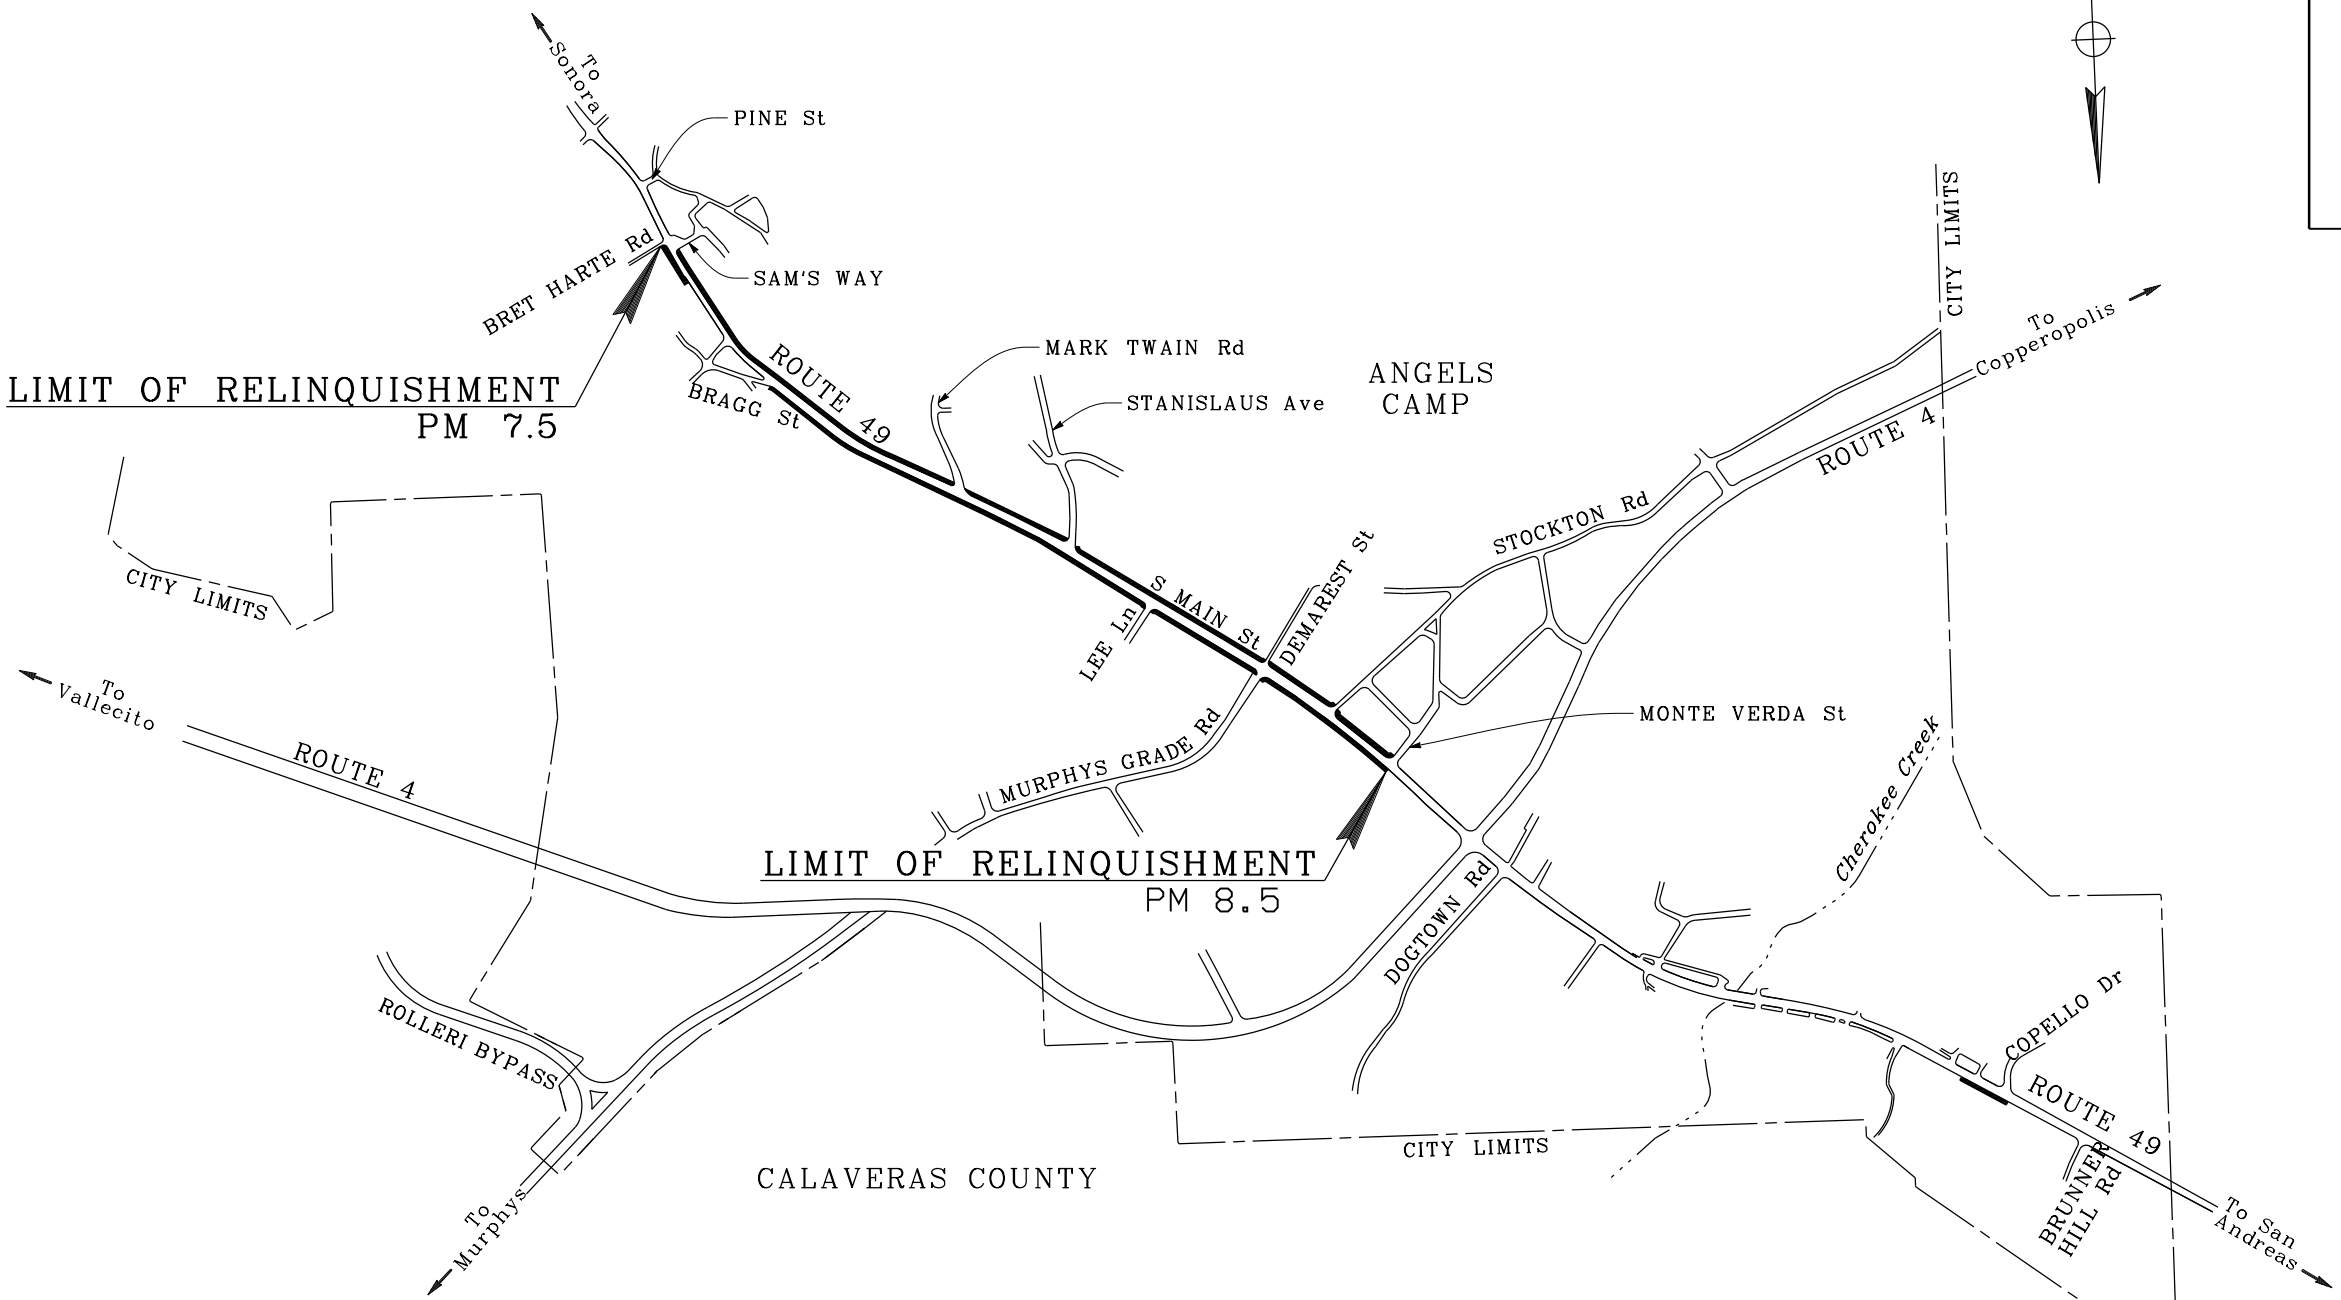 To
Sonora
PINE St
BRET HARTE Rd
SAM'S WAY
CITY LIMITS
To
Copperopolis
LIMIT OF RELINQUISHMENT
PM 7.5
BRAGG St
ROUTE 49
MARK TWAIN Rd
STANISLAUS Ave
ANGELS
CAMP
ROUTE 4
STOCKTON Rd
CITY LIMITS
LEE Ln
S MAIN St
DEMAREST St
To
Vallecito
ROUTE 4
MURPHYS GRADE Rd
MONTE VERDA St
Cherokee Creek
LIMIT OF RELINQUISHMENT
PM 8.5
DOGTOWN Rd
ROLLERI BYPASS
COPELLO Dr
ROUTE 49
CITY LIMITS
CALAVERAS COUNTY
BRUNNER
HILL Rd
To
Murphys
To San
Andreas